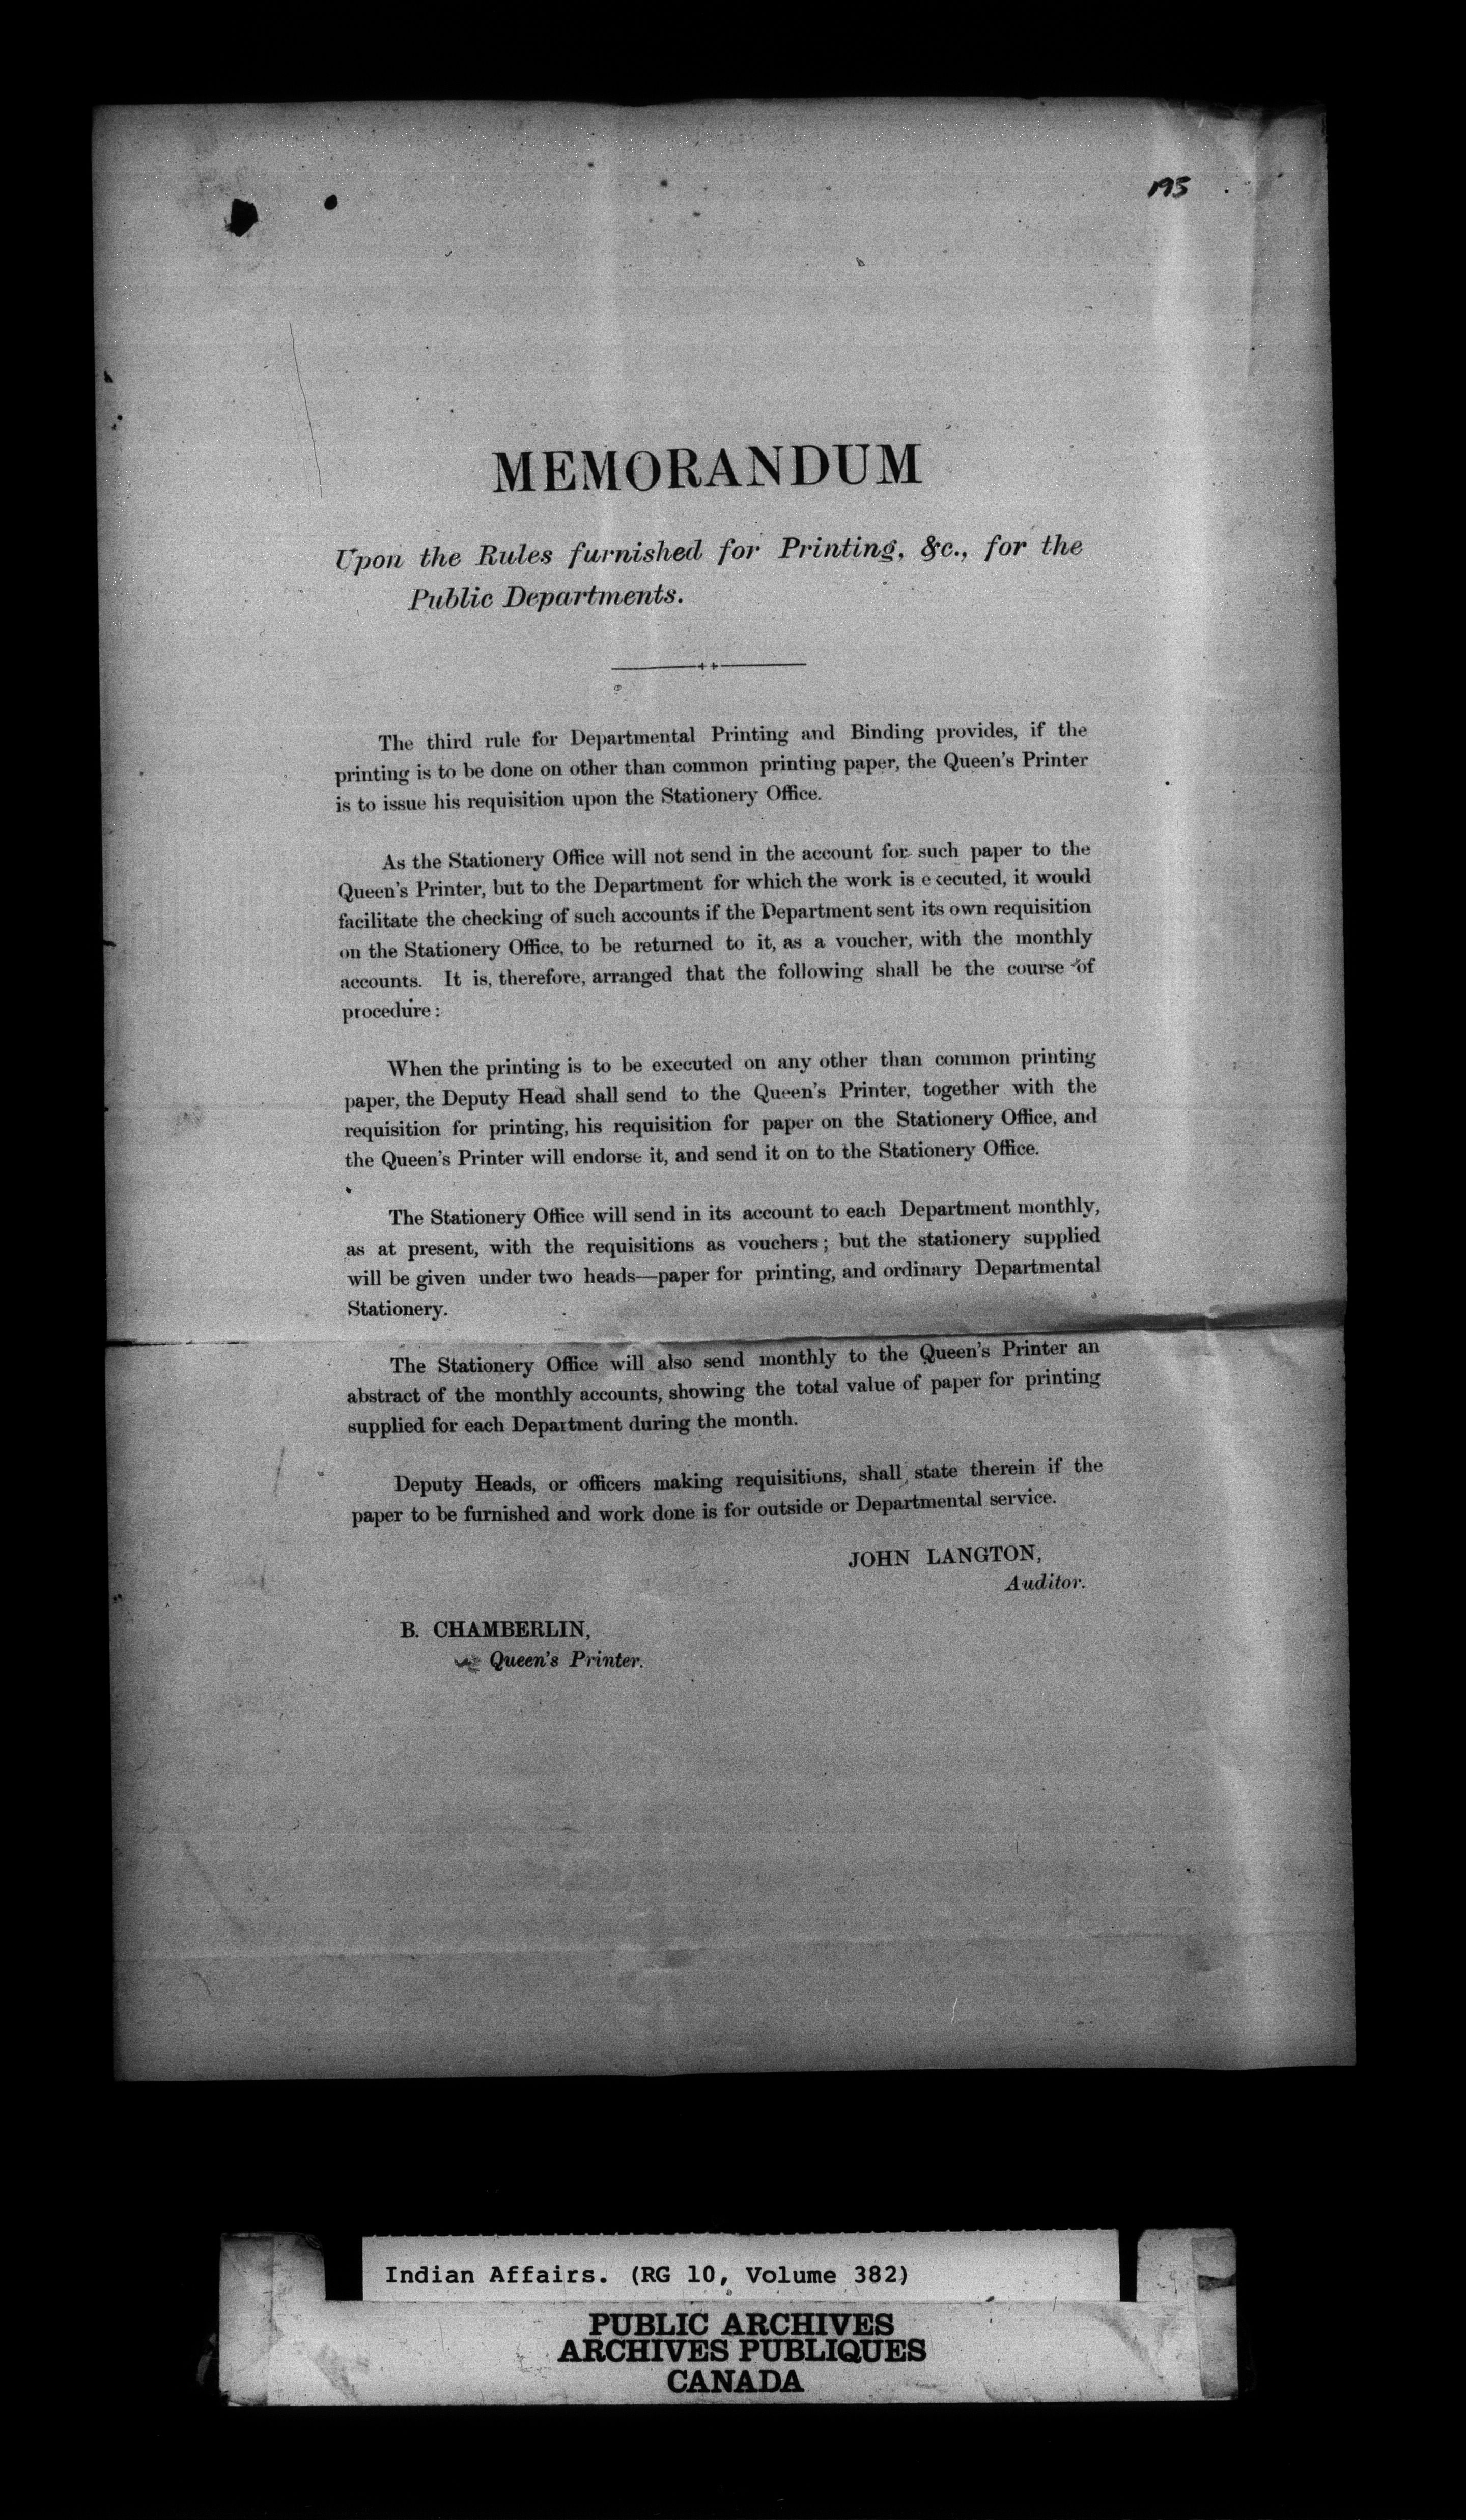 195
MEMORANDUM
Upon the Rules furnished for Printing, &c., for the
Public Departments.
The third rule for Departmental Printing and Binding provides, if the
printing is to be done on other than common printing paper, the Queen's Printer
is to issue his requisition upon the Stationery Office.
As the Stationery Office will not send in the account for such paper to the
Queen's Printer, but to the Department for which the work is executed, it would
facilitate the checking of such accounts if the Department sent its own requisition
on the Stationery Office, to be returned to it, as a voucher, with the monthly
accounts. It is, therefore, arranged that the following shall be the course of
procedure:
When the printing is to be executed on any other than common printing
paper, the Deputy Head shall send to the Queen's Printer, together with the
requisition for printing, his requisition for paper on the Stationery Office, and
the Queen's Printer will endorse it, and send it on to the Stationery Office.
The Stationery Office will send in its account to each Department monthly,
as at present, with the requisitions as vouchers; but the stationery supplied
will be given under two heads—paper for printing, and ordinary Departmental
Stationery.
The Stationery Office will also send monthly to the Queen's Printer an
abstract of the monthly accounts, showing the total value of paper for printing
supplied for each Department during the month.
Deputy Heads, or officers making requisitions, shall state therein if the
paper to be furnished and work done is for outside or Departmental service.
JOHN LANGTON,
Auditor.
B. CHAMBERLIN,
Queen's Printer.
Indian Affairs. (RG 10, Volume 382)
PUBLIC ARCHIVES
ARCHIVES PUBLIQUES
CANADA